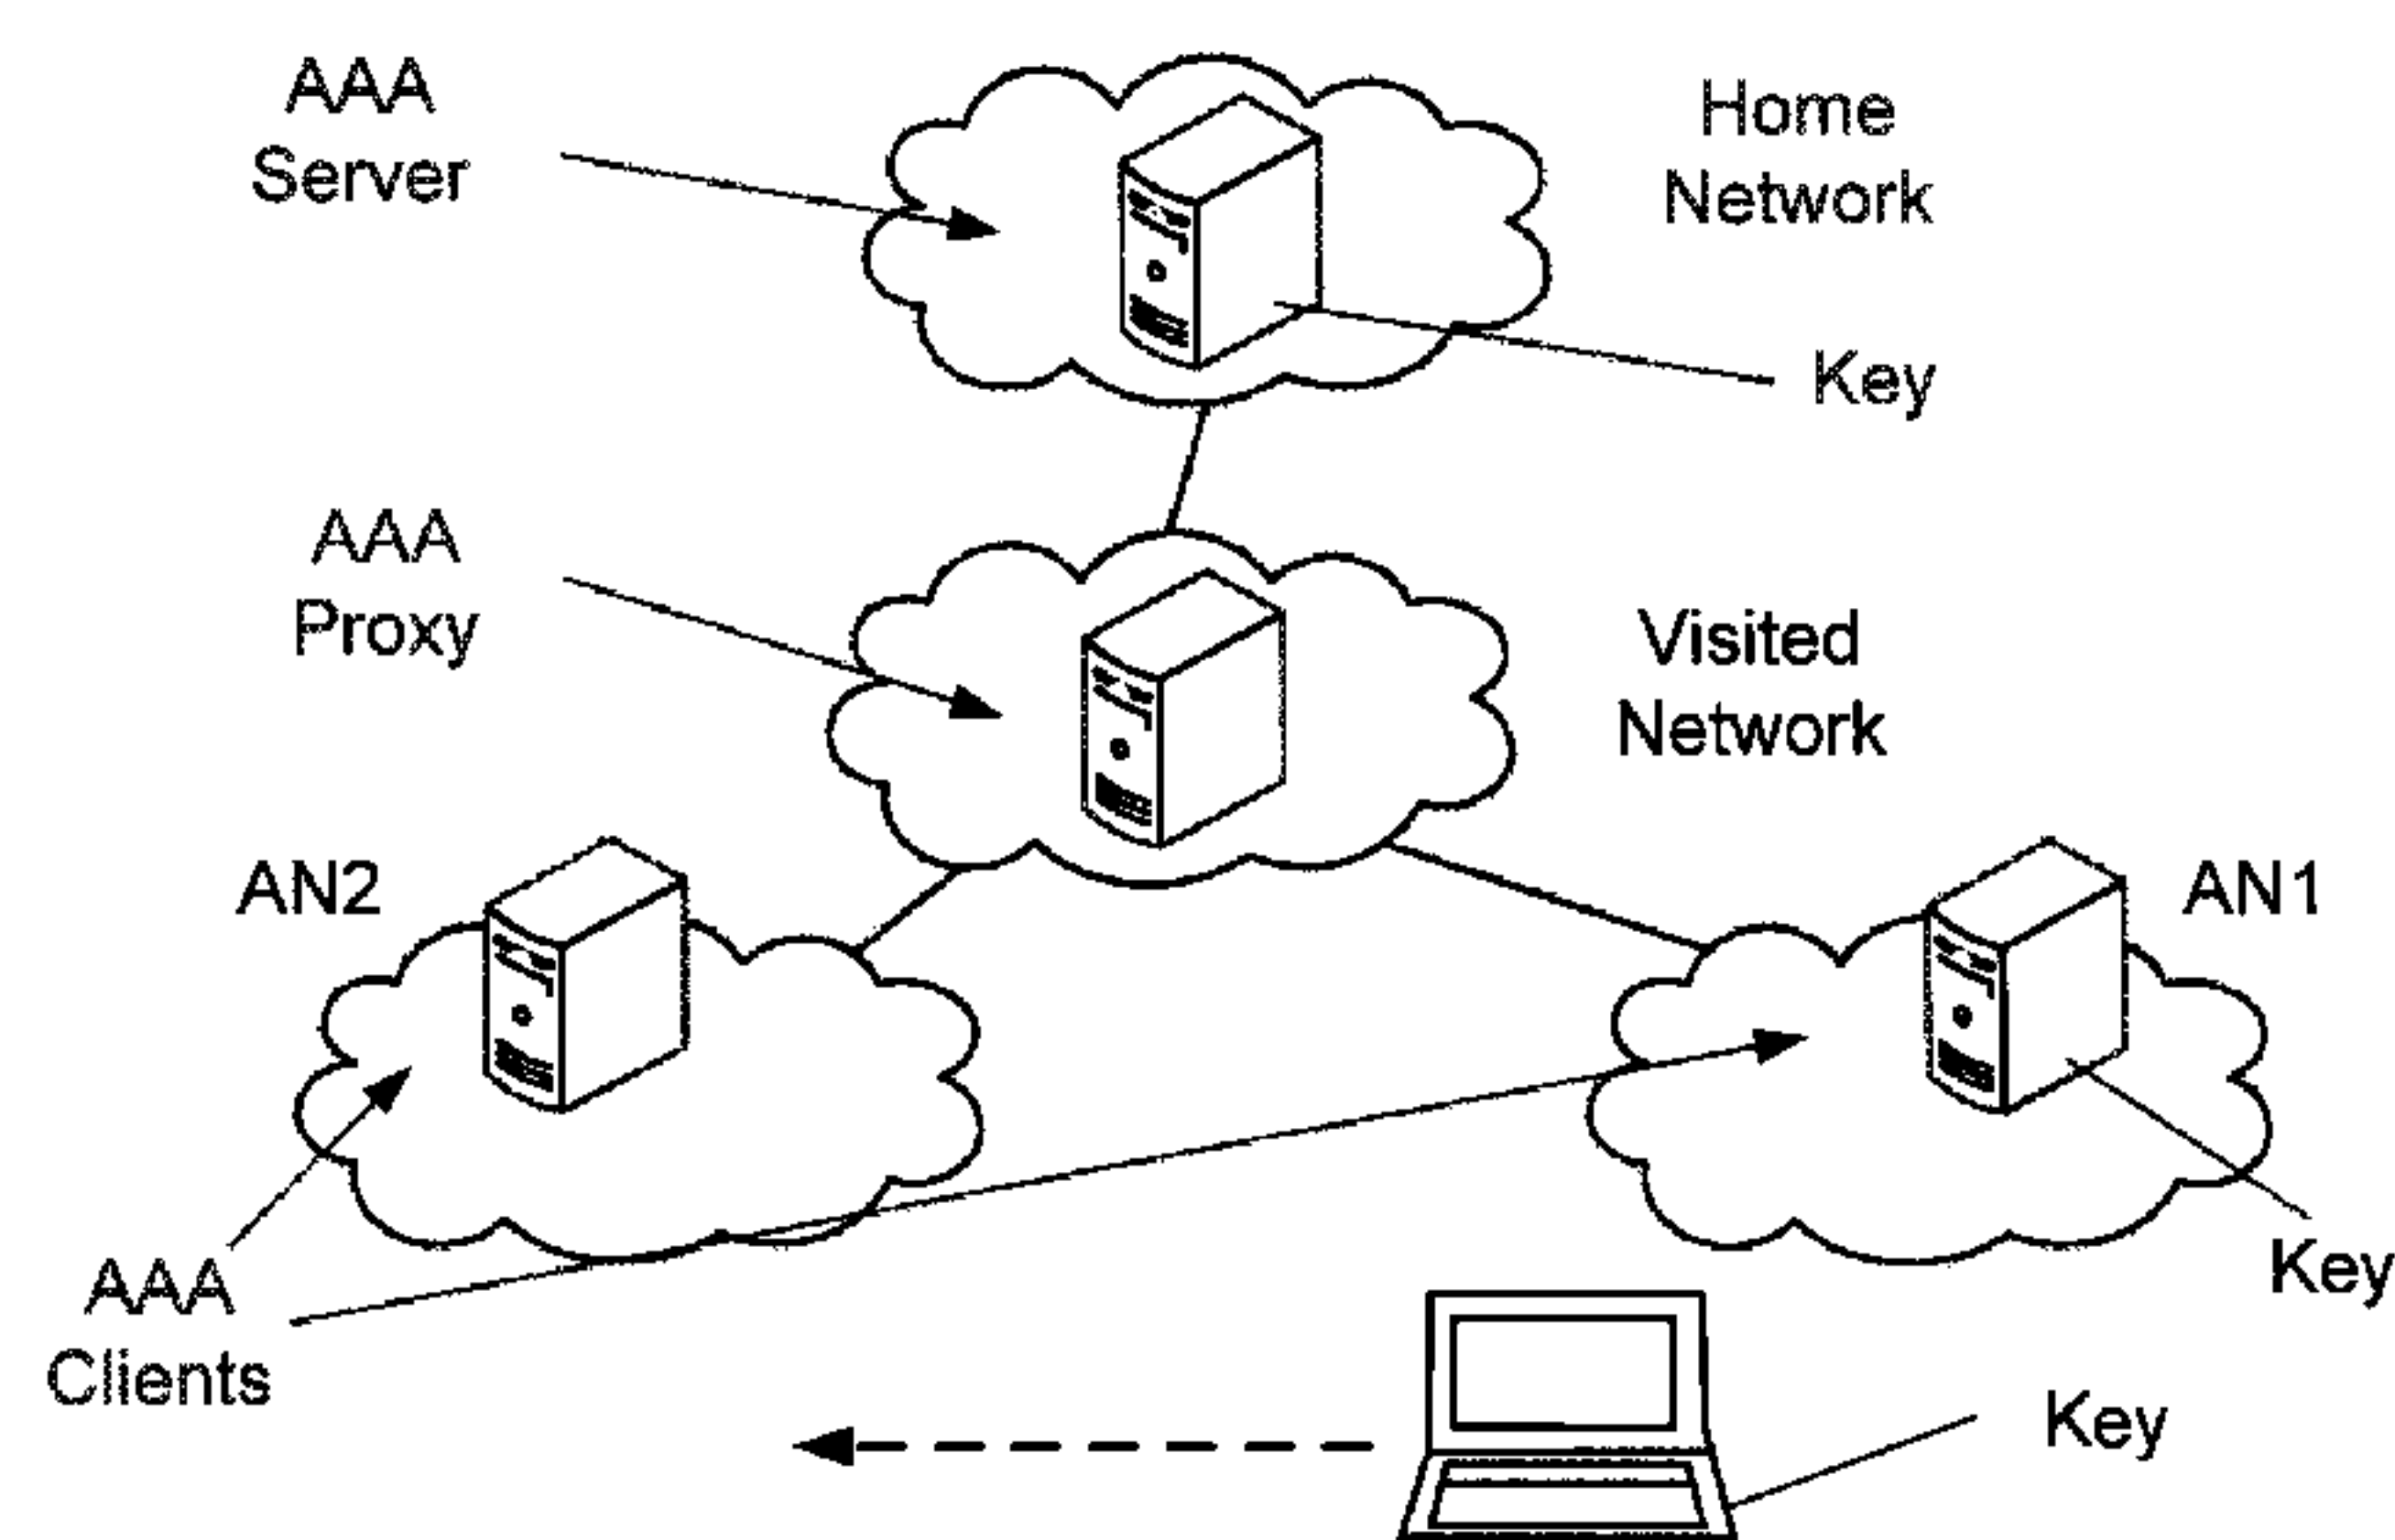 AAA
Server
Home
Network
Key
AAA
Proxy
Visited
Network
AN2
AN1
AAA
Clients
Key
Key